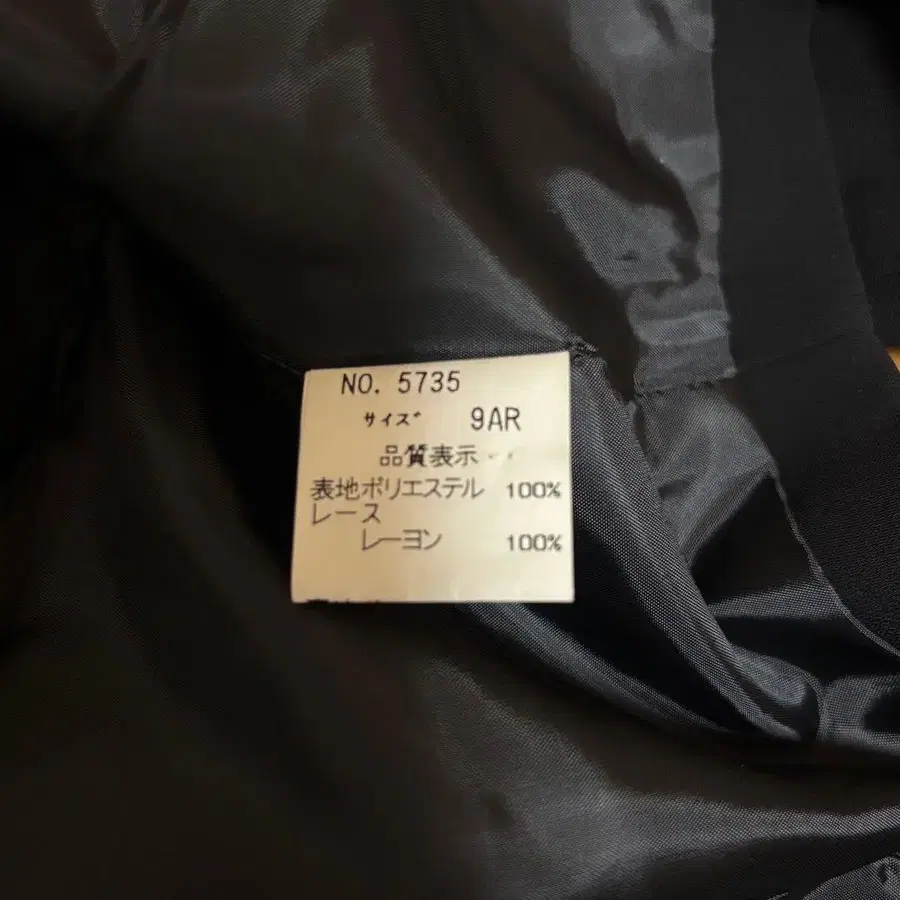 NO. 5735
サイズ 9AR
品質表示
表地ポリエステル 100%
レース
レーヨン 100%